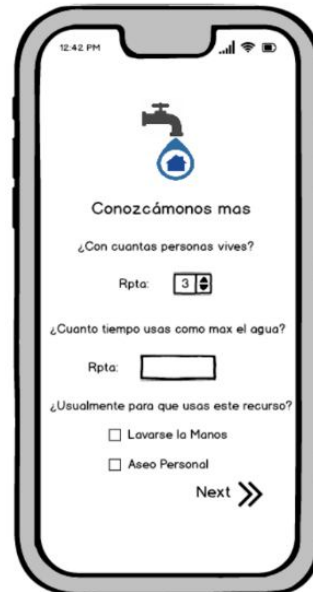 12:42 PM
Conozcámonos mas
¿Con cuantas personas vives?
Rpta: 3
¿Cuanto tiempo usas como max el agua?
Rpta:
¿Usualmente para que usas este recurso?
Lavarse la Manos
Aseo Personal
Next